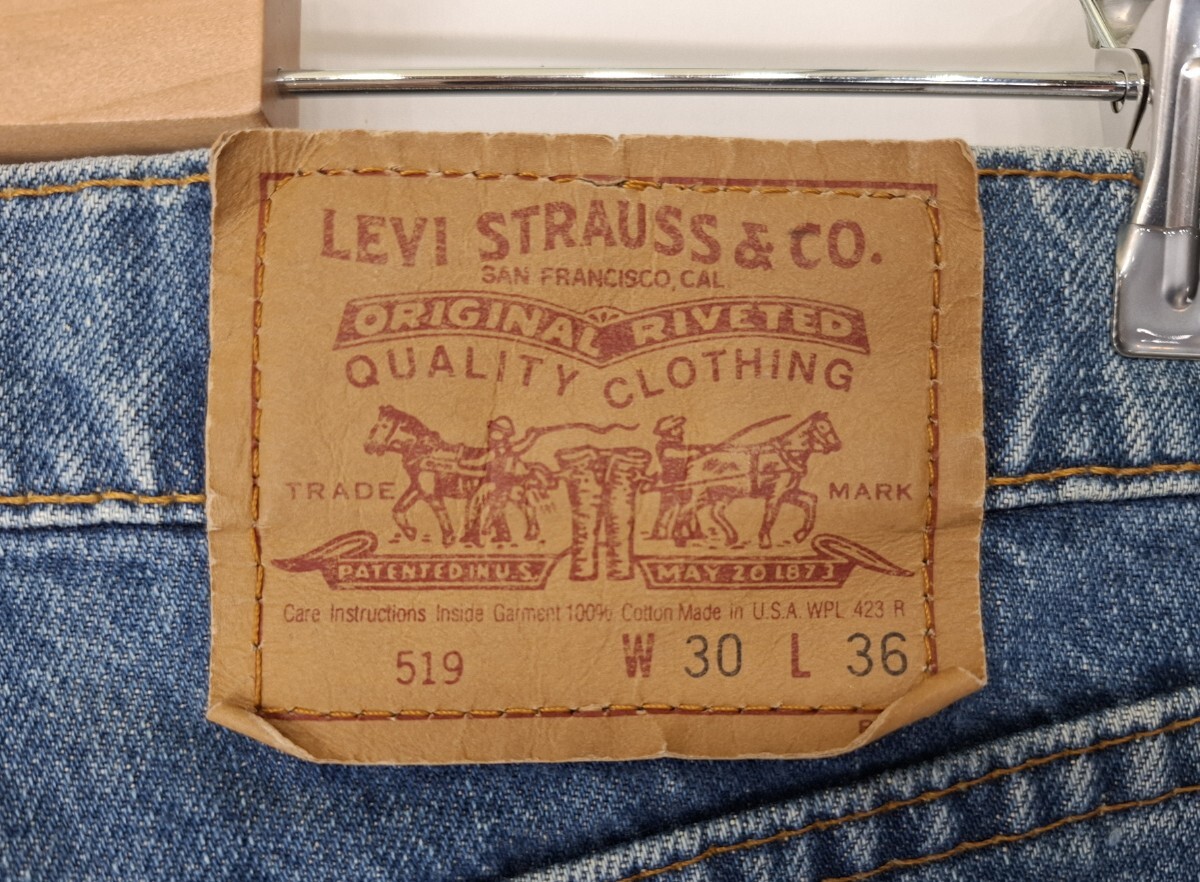 LEVI STRAUSS & CO.
SAN FRANCISCO, CAL.
ORIGINAL RIVETED
QUALITY CLOTHING
TRADE MARK
PATENTED IN U.S. MAY 20 1873
Care Instructions Inside Garment 100% Cotton Made in U.S.A. WPL 423 R
519 W 30 L 36